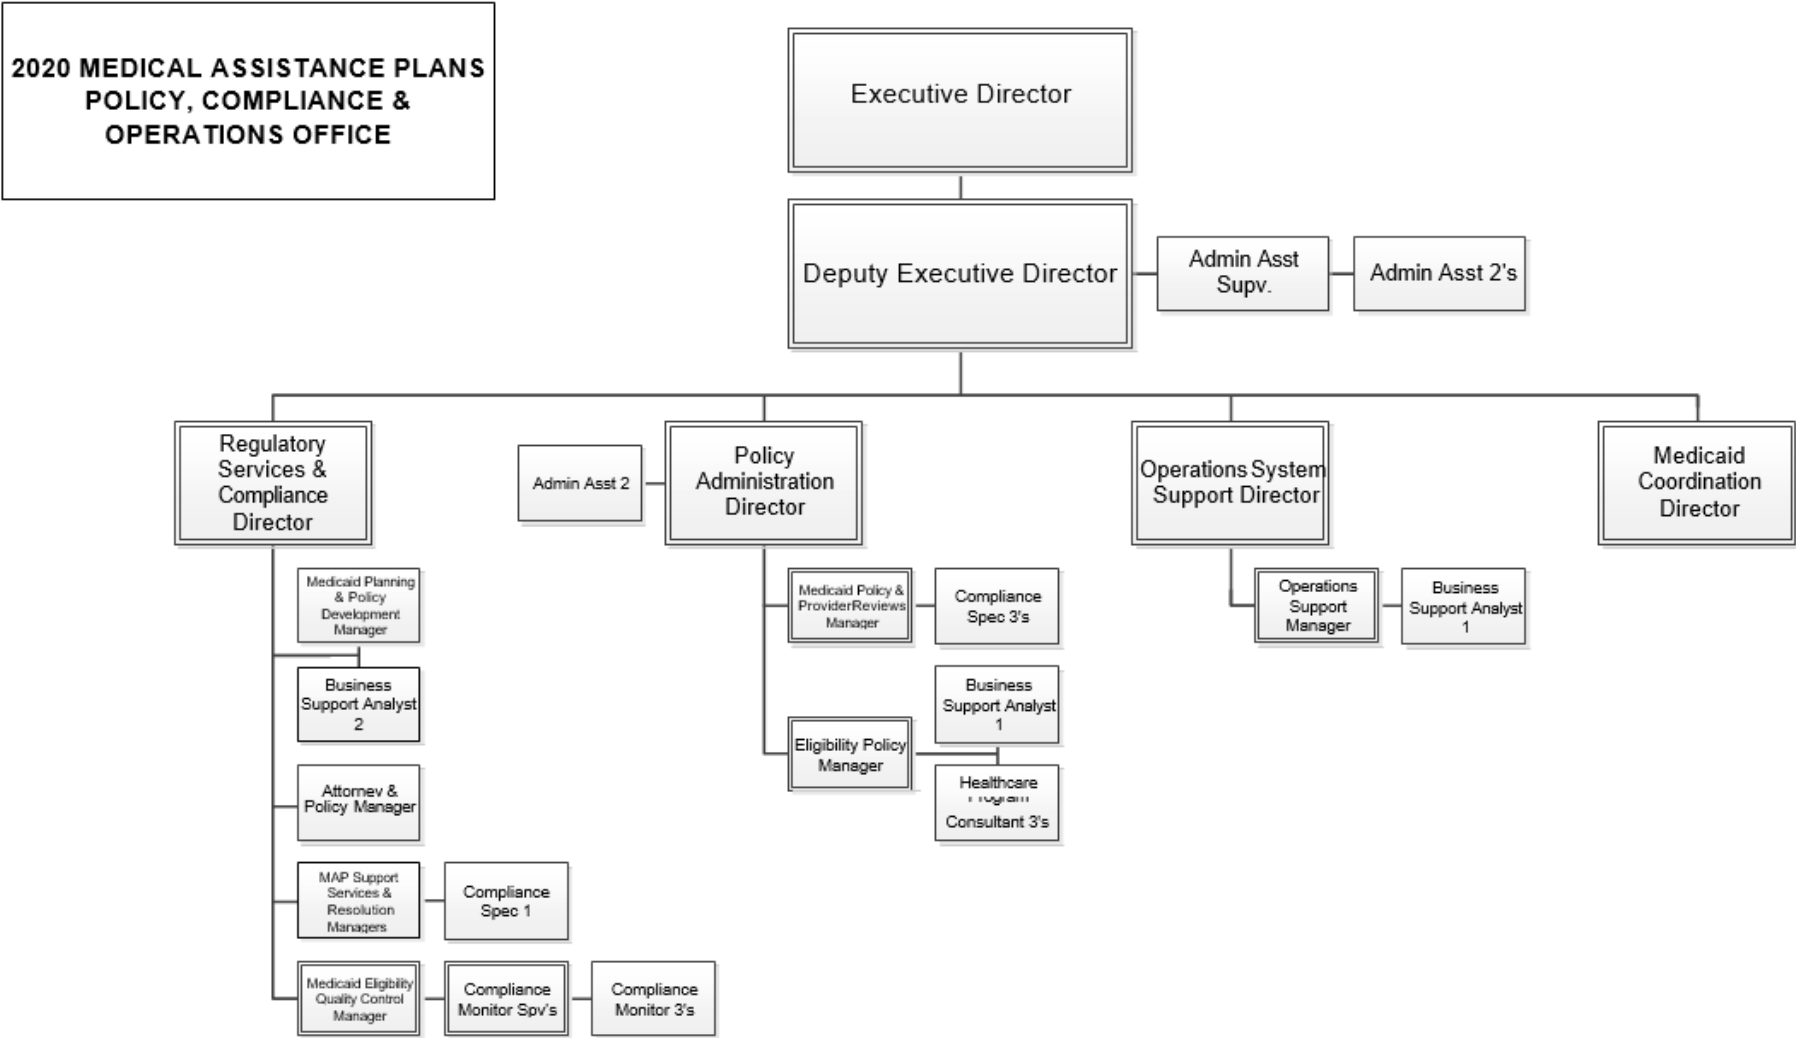 2020 MEDICAL ASSISTANCE PLANS
POLICY, COMPLIANCE &
OPERATIONS OFFICE
Executive Director
Deputy Executive Director
Admin Asst
Supv.
Admin Asst 2's
Regulatory
Services &
Compliance
Director
Admin Asst 2
Policy
Administration
Director
Operations System
Support Director
Medicaid
Coordination
Director
Medicaid Planning
& Policy
Development
Manager
Business
Support Analyst
2
Attorney &
Policy Manager
MAP Support
Services &
Resolution
Managers
Compliance
Spec 1
Medicaid Eligibility
Quality Control
Manager
Compliance
Monitor Spv's
Compliance
Monitor 3's
Medicaid Policy &
Provider Reviews
Manager
Compliance
Spec 3's
Eligibility Policy
Manager
Business
Support Analyst
1
Healthcare
Program
Consultant 3's
Operations
Support
Manager
Business
Support Analyst
1